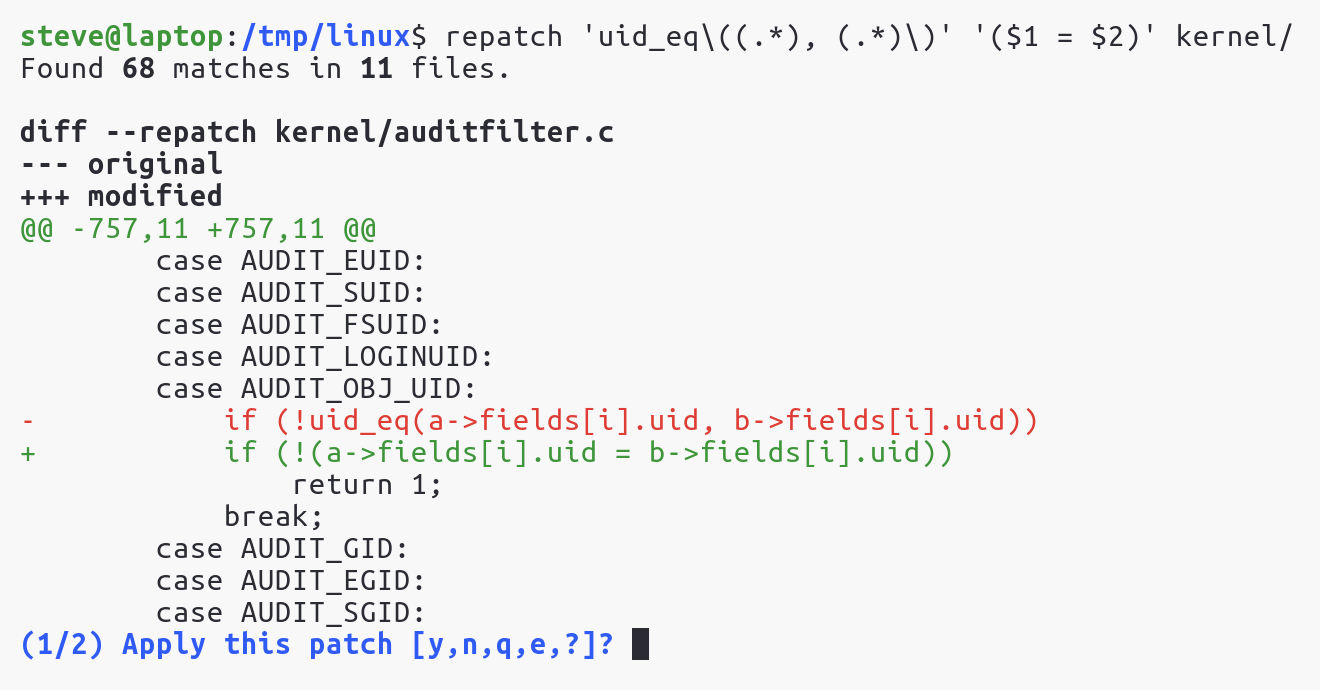 steve@laptop:/tmp/linux$ repatch 'uid_eq\((.*), (.*)\)' '($1 = $2)' kernel/
Found 68 matches in 11 files.

diff --repatch kernel/auditfilter.c
--- original
+++ modified
@@ -757,11 +757,11 @@
        case AUDIT_EUID:
        case AUDIT_SUID:
        case AUDIT_FSUID:
        case AUDIT_LOGINUID:
        case AUDIT_OBJ_UID:
-           if (!uid_eq(a->fields[i].uid, b->fields[i].uid))
+           if (!(a->fields[i].uid = b->fields[i].uid))
                return 1;
            break;
        case AUDIT_GID:
        case AUDIT_EGID:
        case AUDIT_SGID:
(1/2) Apply this patch [y,n,q,e,?]?